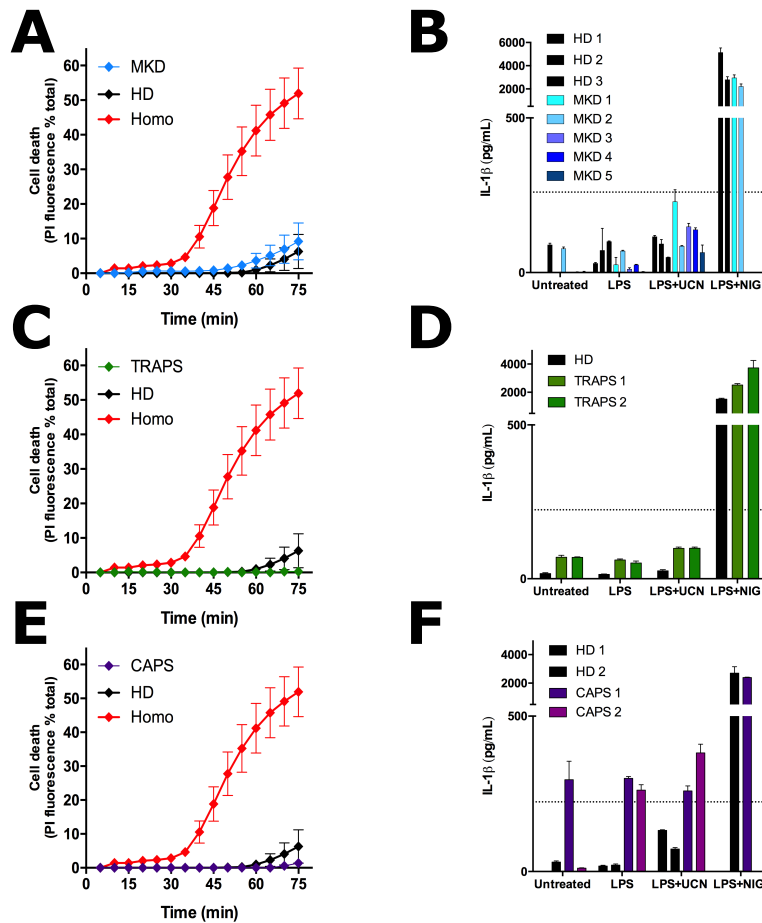 A
Cell death
(PI fluorescence % total)
60
50
40
30
20
10
0
MKD
HD
Homo
0 15 30 45 60 75
Time (min)
B
IL-1β (pg/mL)
6000
4000
2000
500
0
HD 1
HD 2
HD 3
MKD 1
MKD 2
MKD 3
MKD 4
MKD 5
Untreated LPS LPS+UCN LPS+NIG
C
Cell death
(PI fluorescence % total)
60
50
40
30
20
10
0
TRAPS
HD
Homo
0 15 30 45 60 75
Time (min)
D
IL-1β (pg/mL)
4000
2000
500
0
HD
TRAPS 1
TRAPS 2
Untreated LPS LPS+UCN LPS+NIG
E
Cell death
(PI fluorescence % total)
60
50
40
30
20
10
0
CAPS
HD
Homo
0 15 30 45 60 75
Time (min)
F
IL-1β (pg/mL)
4000
2000
500
0
HD 1
HD 2
CAPS 1
CAPS 2
Untreated LPS LPS+UCN LPS+NIG